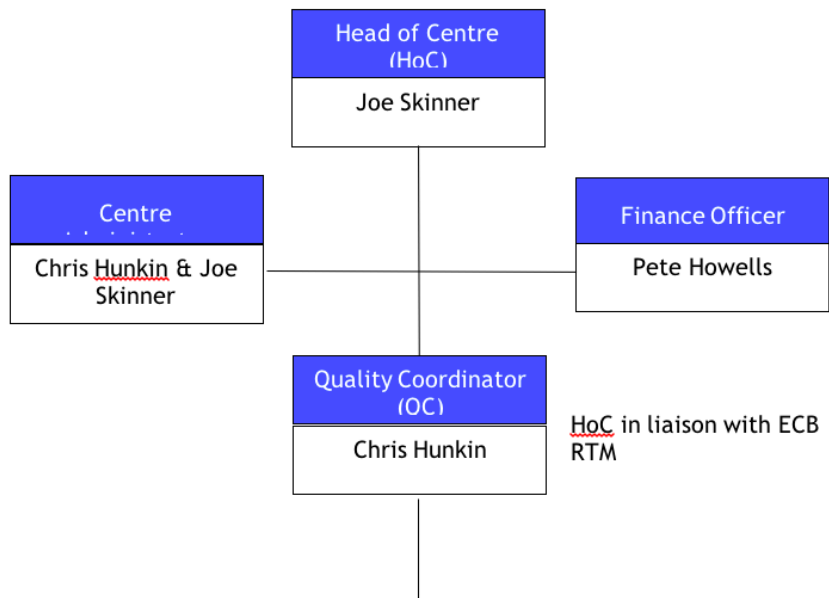 Head of Centre
(HoC)
Joe Skinner
Centre
Chris Hunkin & Joe
Skinner
Finance Officer
Pete Howells
Quality Coordinator
(QC)
Chris Hunkin
HoC in liaison with ECB
RTM